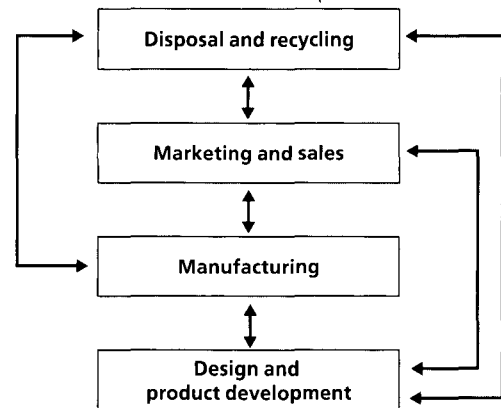 Disposal and recycling
Marketing and sales
Manufacturing
Design and
product development